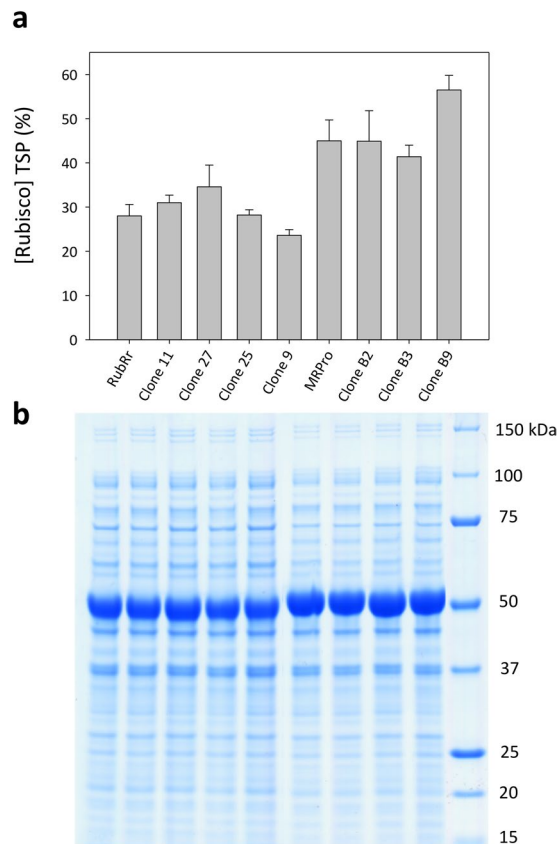 a
[Rubisco] TSP (%)
60
50
40
30
20
10
0
RubRr
Clone 11
Clone 27
Clone 25
Clone 9
MRPro
Clone B2
Clone B3
Clone B9
b
150 kDa
100
75
50
37
25
20
15